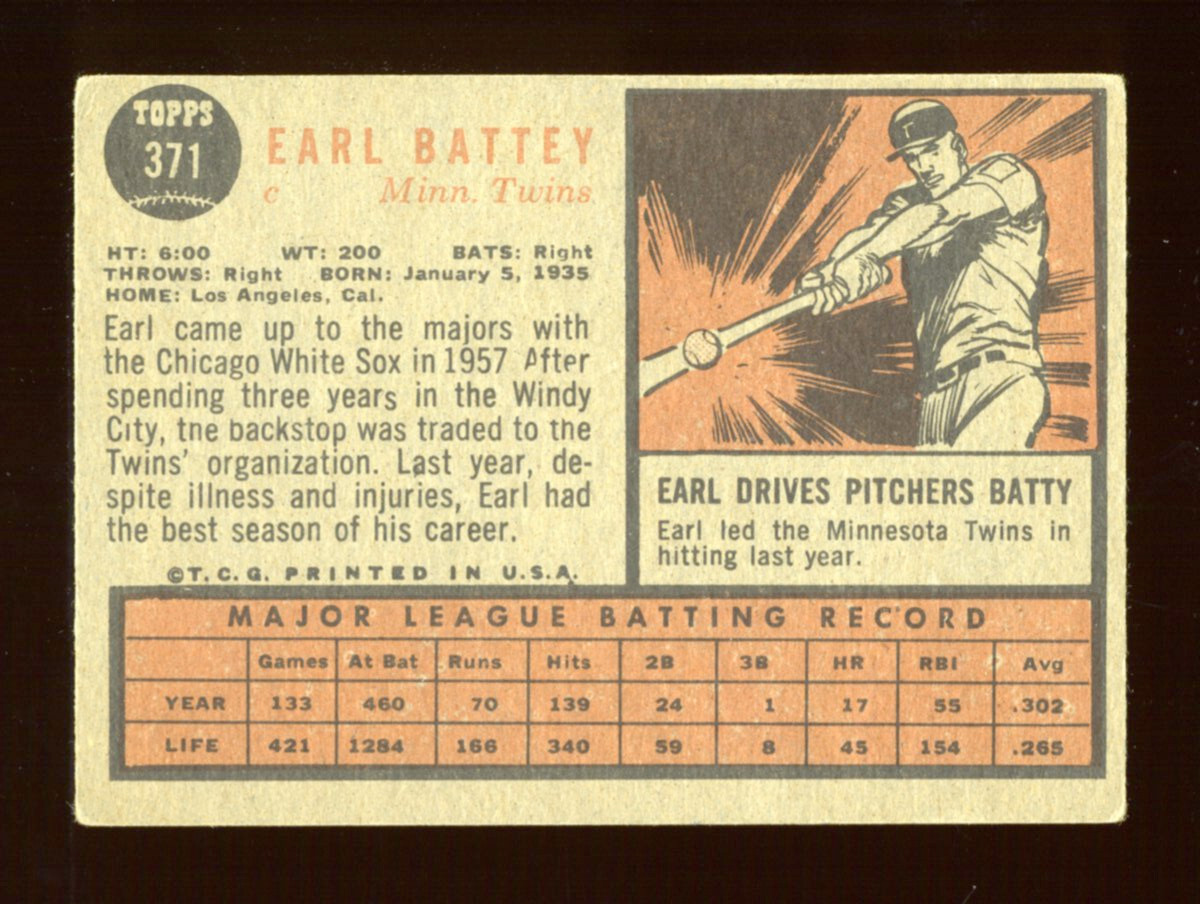 TOPPS
371
EARL BATTEY
c Minn. Twins
HT: 6:00 WT: 200 BATS: Right
THROWS: Right BORN: January 5, 1935
HOME: Los Angeles, Cal.
Earl came up to the majors with
the Chicago White Sox in 1957 After
spending three years in the Windy
City, the backstop was traded to the
Twins' organization. Last year, de-
spite illness and injuries, Earl had
the best season of his career.
©T.C.G. PRINTED IN U.S.A.
T
EARL DRIVES PITCHERS BATTY
Earl led the Minnesota Twins in
hitting last year.
MAJOR LEAGUE BATTING RECORD
Games At Bat Runs Hits 2B 3B HR RBI Avg
YEAR 133 460 70 139 24 1 17 55 .302
LIFE 421 1284 166 340 59 8 45 154 .265